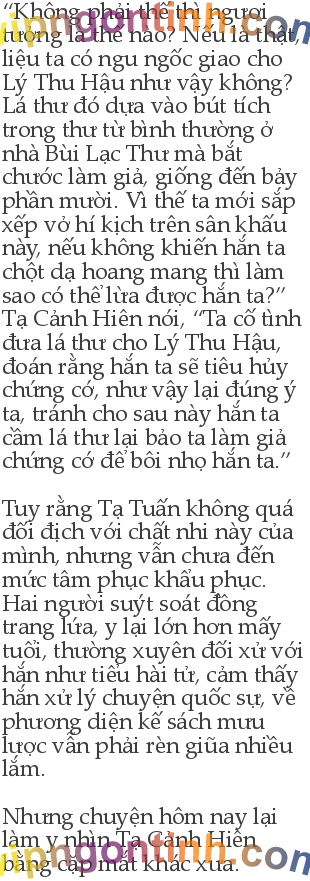 “Không phải thế thì ngươi
tưởng là thế nào? Nếu là thật,
liệu ta có ngu ngốc giao cho
Lý Thu Hậu như vậy không?
Lá thư đó dựa vào bút tích
trong thư từ bình thường ở
nhà Bùi Lạc Thư mà bắt
chước làm giả, giống đến bảy
phần mười. Vì thế ta mới sắp
xếp vở hí kịch trên sân khấu
này, nếu không khiến hắn ta
chột dạ hoang mang thì làm
sao có thể lừa được hắn ta?”
Tạ Cảnh Hiên nói, “Ta cố tình
đưa lá thư cho Lý Thu Hậu,
đoán rằng hắn ta sẽ tiêu hủy
chứng có, như vậy lại đúng ý
ta, tránh cho sau này hắn ta
cầm lá thư lại bảo ta làm giả
chứng cớ để bôi nhọ hắn ta.”
Tuy rằng Tạ Tuấn không quá
đối địch với chất nhi này của
mình, nhưng vẫn chưa đến
mức tâm phục khẩu phục.
Hai người suýt soát đồng
trang lứa, y lại lớn hơn mấy
tuổi, thường xuyên đối xử với
hắn như tiểu hài tử, cảm thấy
hắn xử lý chuyện quốc sự, về
phương diện kế sách mưu
lược vẫn phải rèn giũa nhiều
lắm.
Nhưng chuyện hôm nay lại
làm y nhìn Tạ Cảnh Hiên
bằng cặp mắt khác xưa.